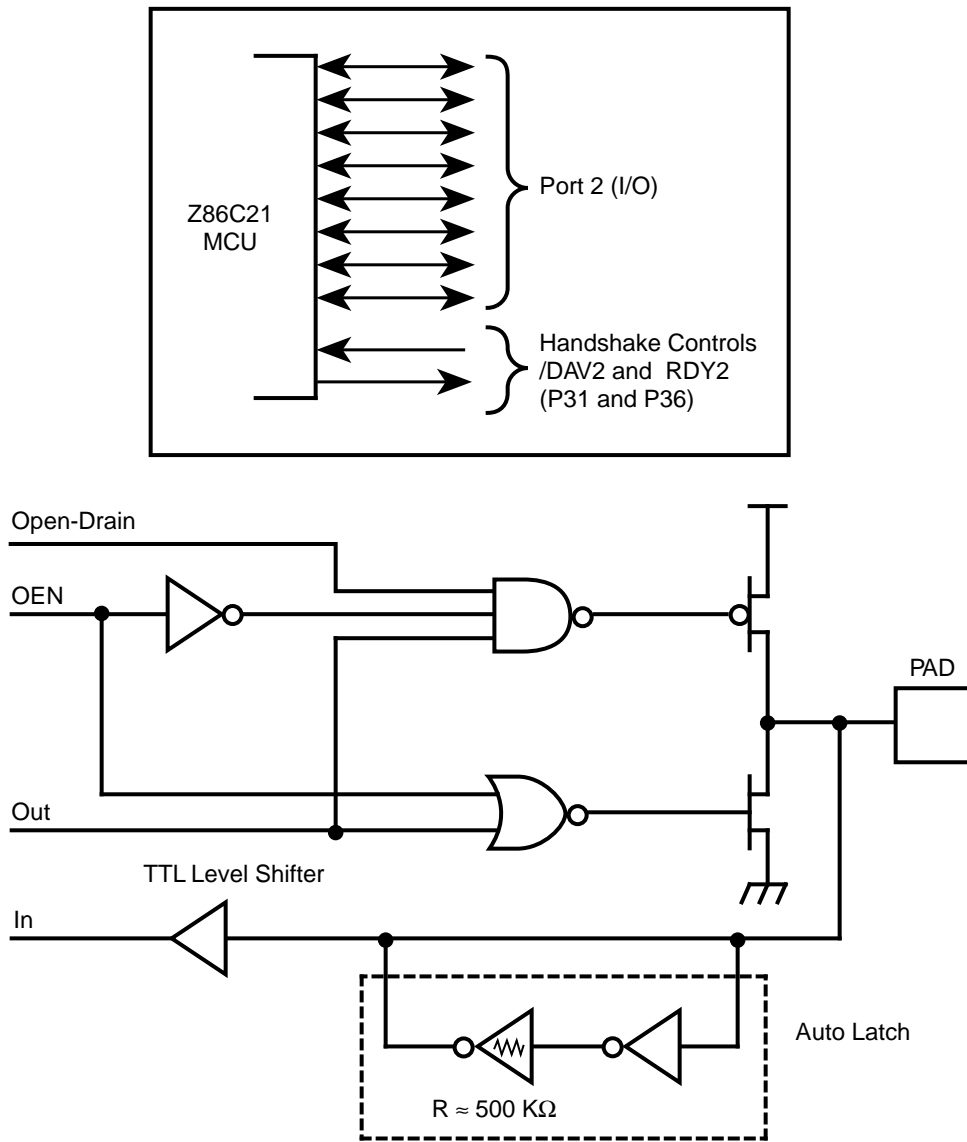 Z86C21
MCU
Port 2 (I/O)
Handshake Controls
/DAV2 and RDY2
(P31 and P36)
Open-Drain
OEN
PAD
Out
TTL Level Shifter
In
Auto Latch
R ≈ 500 KΩ